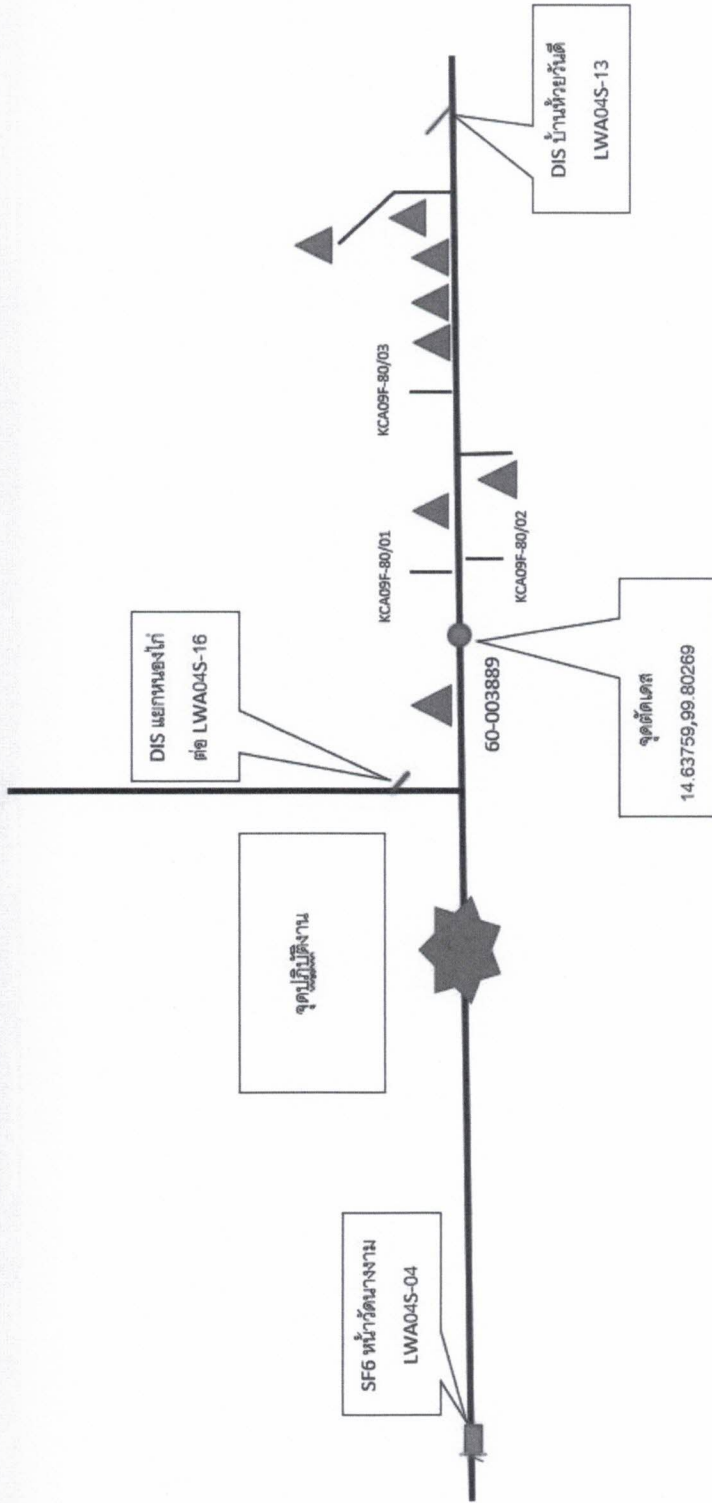 SF6 หน้าวัดนางงาม
LWA04S-04
จุดปฏิบัติงาน
DIS แยกหนองไก่
ต่อ LWA04S-16
60-003889
จุดตัดเดส
14.63759,99.80269
KCA09F-80/01
KCA09F-80/02
KCA09F-80/03
DIS บ้านห้วยวันดี
LWA04S-13